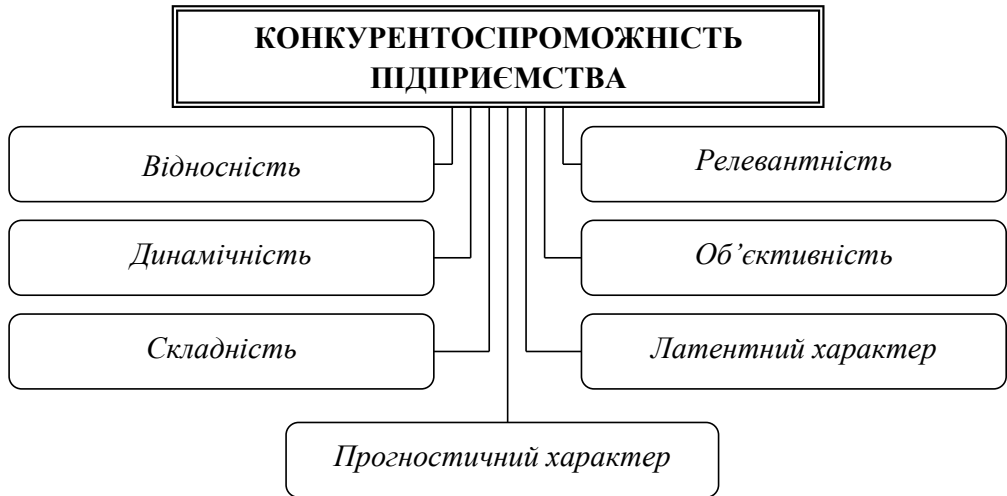 КОНКУРЕНТОСПРОМОЖНІСТЬ
ПІДПРИЄМСТВА
Відносність
Релевантність
Динамічність
Об’єктивність
Складність
Латентний характер
Прогностичний характер